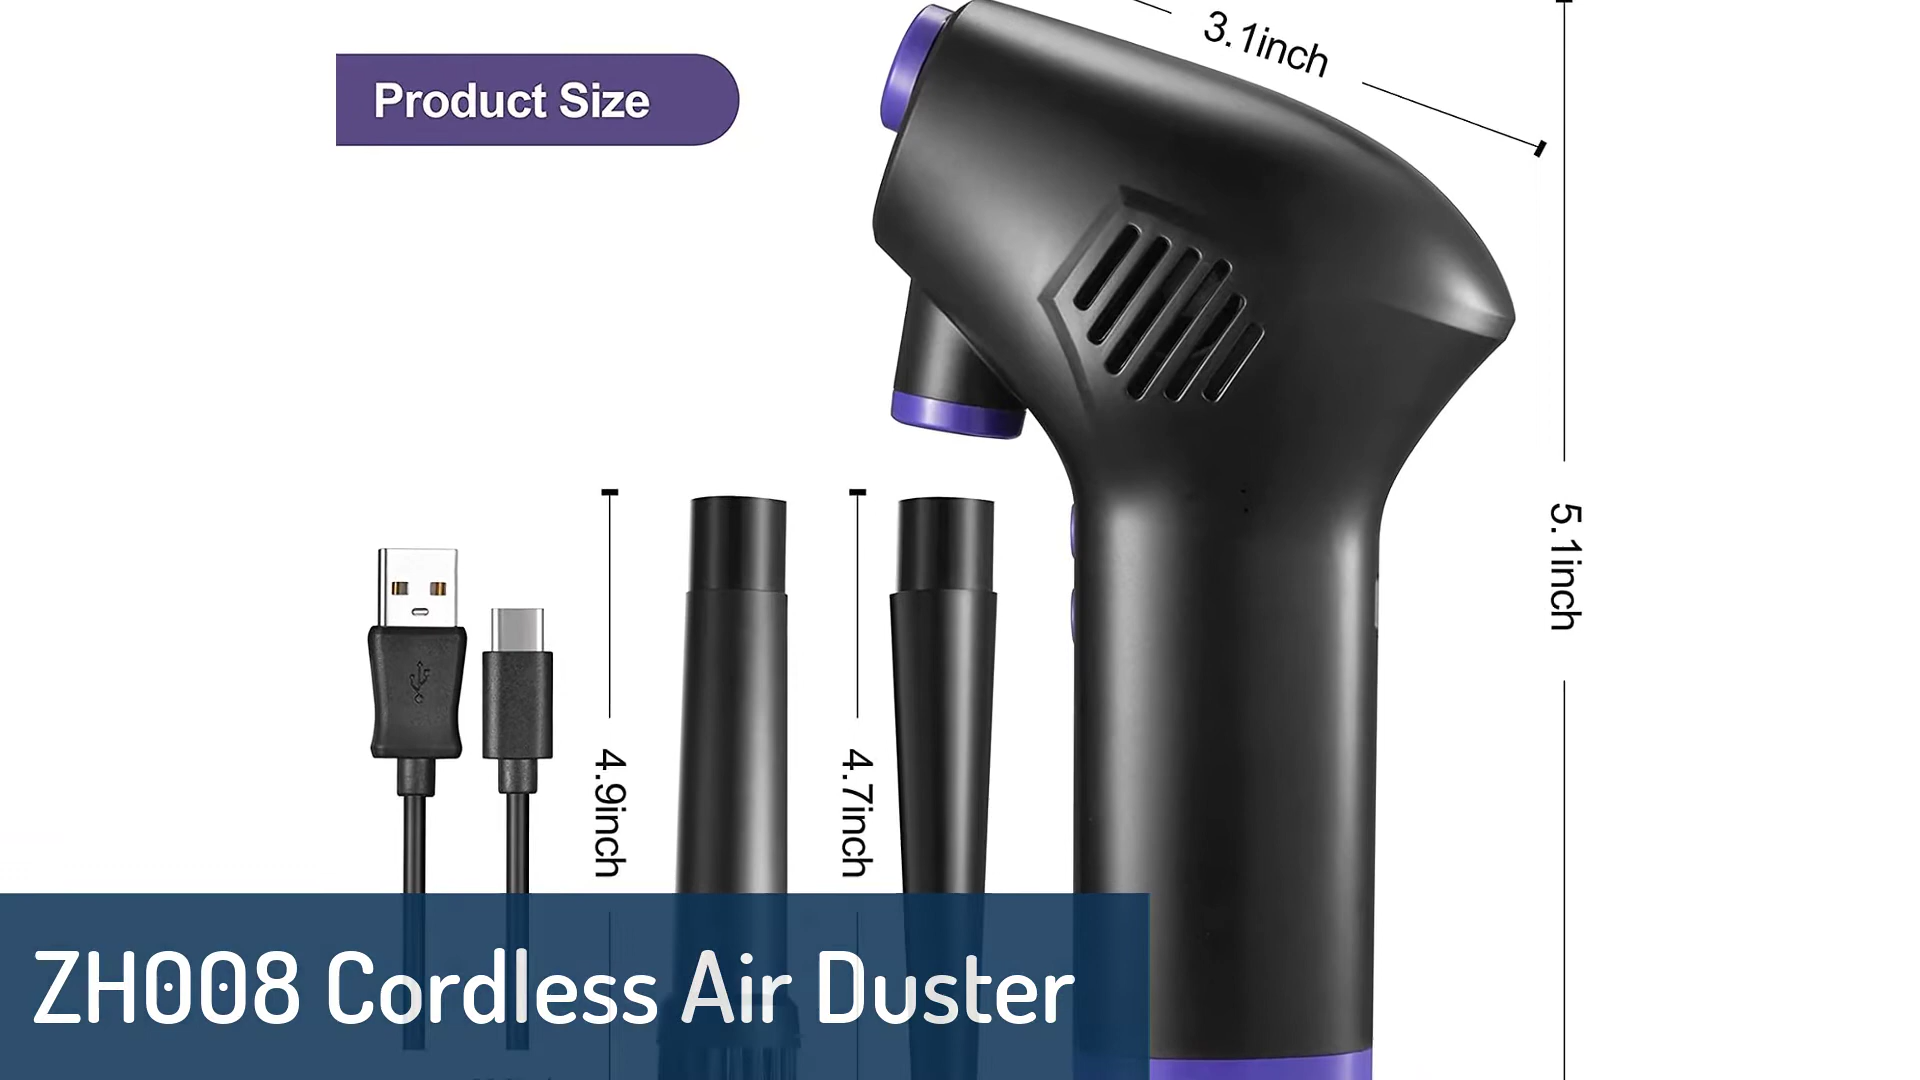 3.1inch
Product Size
5.1inch
4.9inch
4.7inch
ZH008 Cordless Air Duster